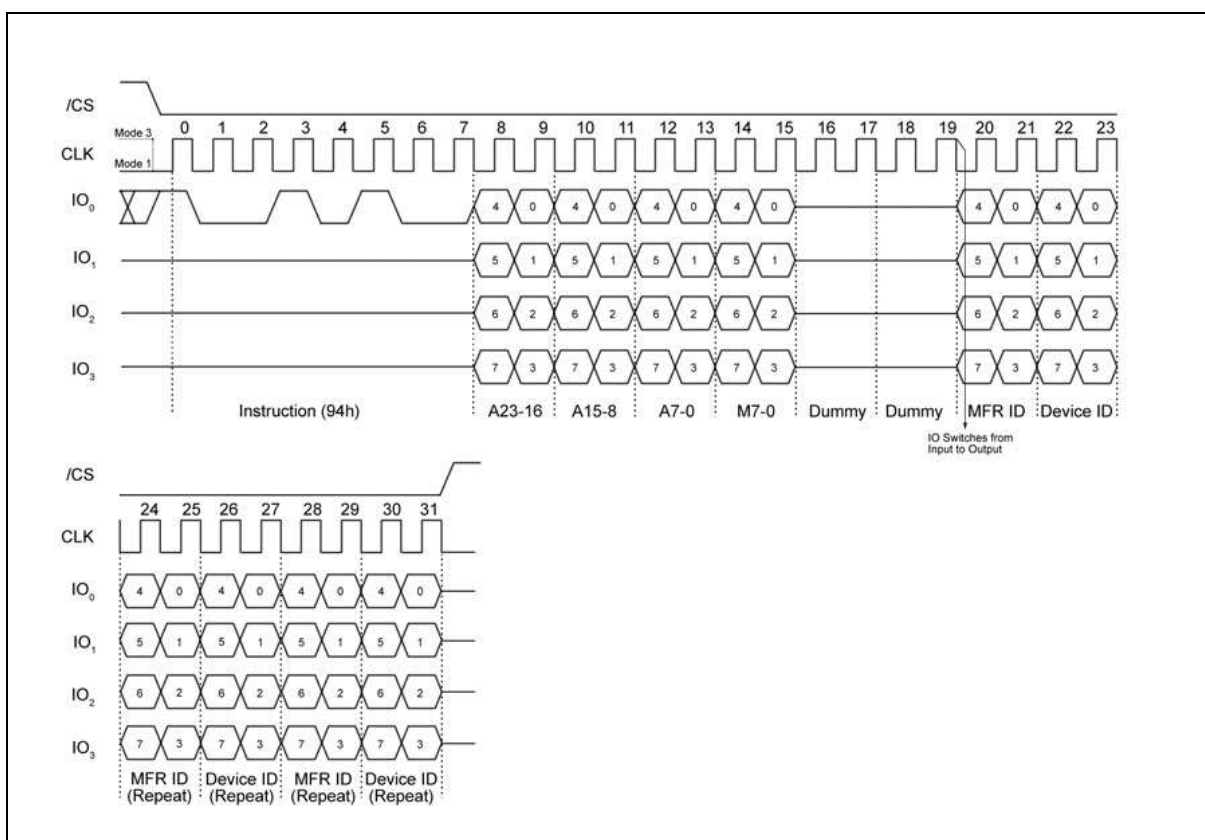 /CS
Mode 3 0 1 2 3 4 5 6 7 8 9 10 11 12 13 14 15 16 17 18 19 20 21 22 23
CLK
Mode 1
IO0 4 0 4 0 4 0 4 0 4 0 4 0
IO1 5 1 5 1 5 1 5 1 5 1 5 1
IO2 6 2 6 2 6 2 6 2 6 2 6 2
IO3 7 3 7 3 7 3 7 3 7 3 7 3
Instruction (94h) A23-16 A15-8 A7-0 M7-0 Dummy Dummy MFR ID Device ID
IO Switches from
Input to Output
/CS
24 25 26 27 28 29 30 31
CLK
IO0 4 0 4 0 4 0 4 0
IO1 5 1 5 1 5 1 5 1
IO2 6 2 6 2 6 2 6 2
IO3 7 3 7 3 7 3 7 3
MFR ID Device ID MFR ID Device ID
(Repeat) (Repeat) (Repeat) (Repeat)